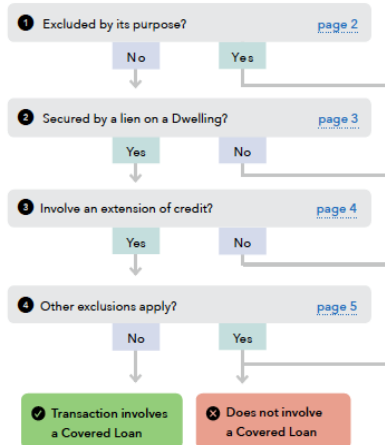 1 Excluded by its purpose? page 2
No Yes
2 Secured by a lien on a Dwelling? page 3
Yes No
3 Involve an extension of credit? page 4
Yes No
4 Other exclusions apply? page 5
No Yes
Transaction involves
a Covered Loan
Does not involve
a Covered Loan